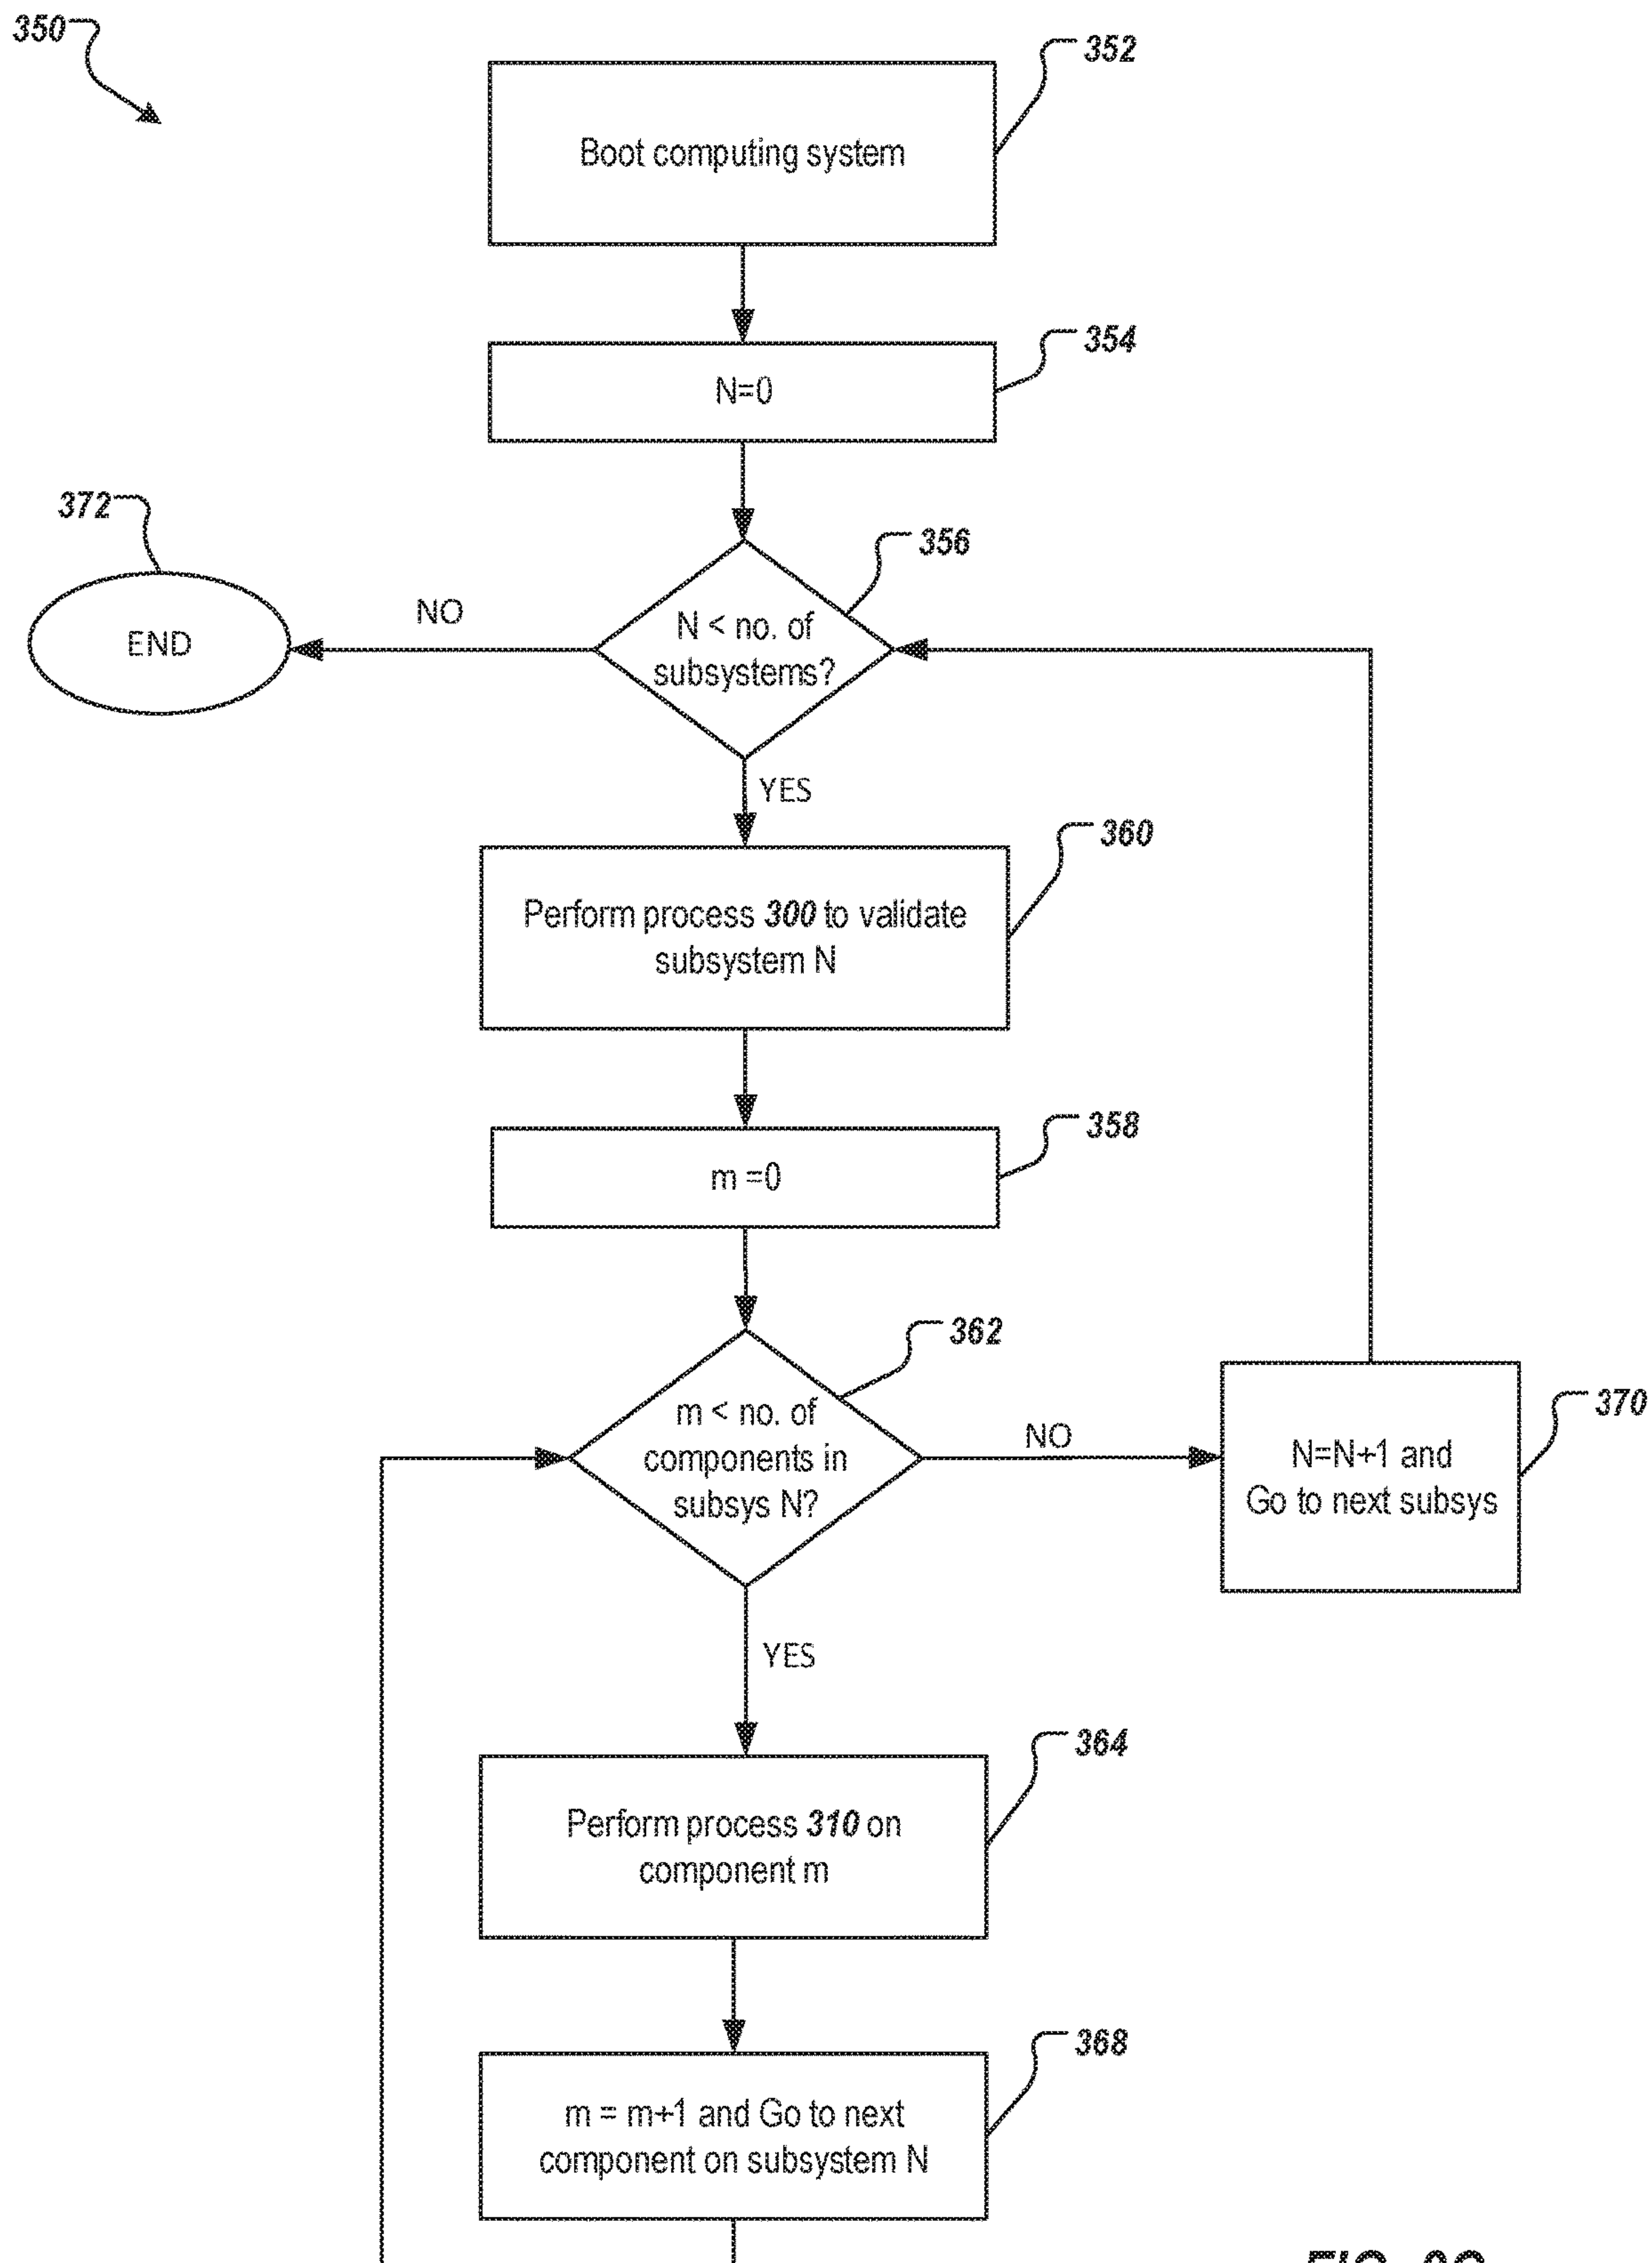 350
352
Boot computing system
354
N=0
372
356
END
NO
N < no. of
subsystems?
YES
360
Perform process 300 to validate
subsystem N
358
m =0
362
m < no. of
components in
subsys N?
NO
370
N=N+1 and
Go to next subsys
YES
364
Perform process 310 on
component m
368
m = m+1 and Go to next
component on subsystem N